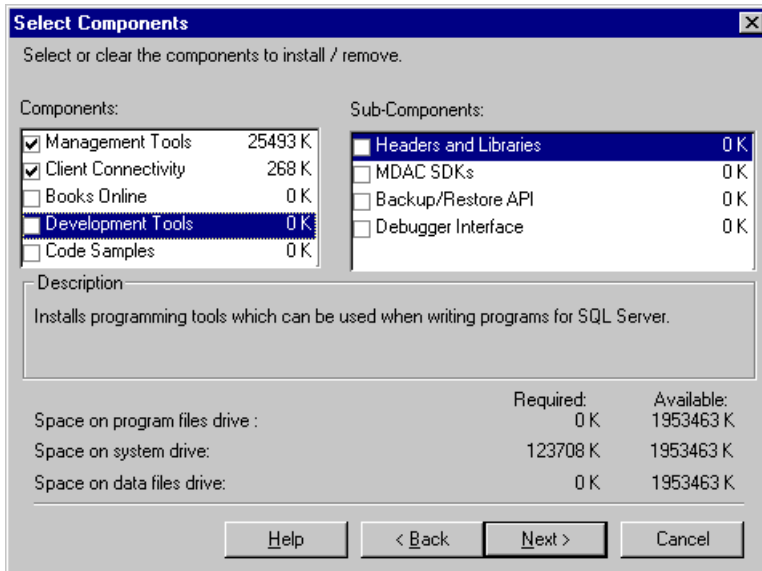 Select Components
Select or clear the components to install / remove.
Components:
Management Tools 25493 K
Client Connectivity 268 K
Books Online 0 K
Development Tools 0 K
Code Samples 0 K
Sub-Components:
Headers and Libraries 0 K
MDAC SDKs 0 K
Backup/Restore API 0 K
Debugger Interface 0 K
Description
Installs programming tools which can be used when writing programs for SQL Server.
Required: Available:
Space on program files drive : 0 K 1953463 K
Space on system drive: 123708 K 1953463 K
Space on data files drive: 0 K 1953463 K
Help < Back Next > Cancel